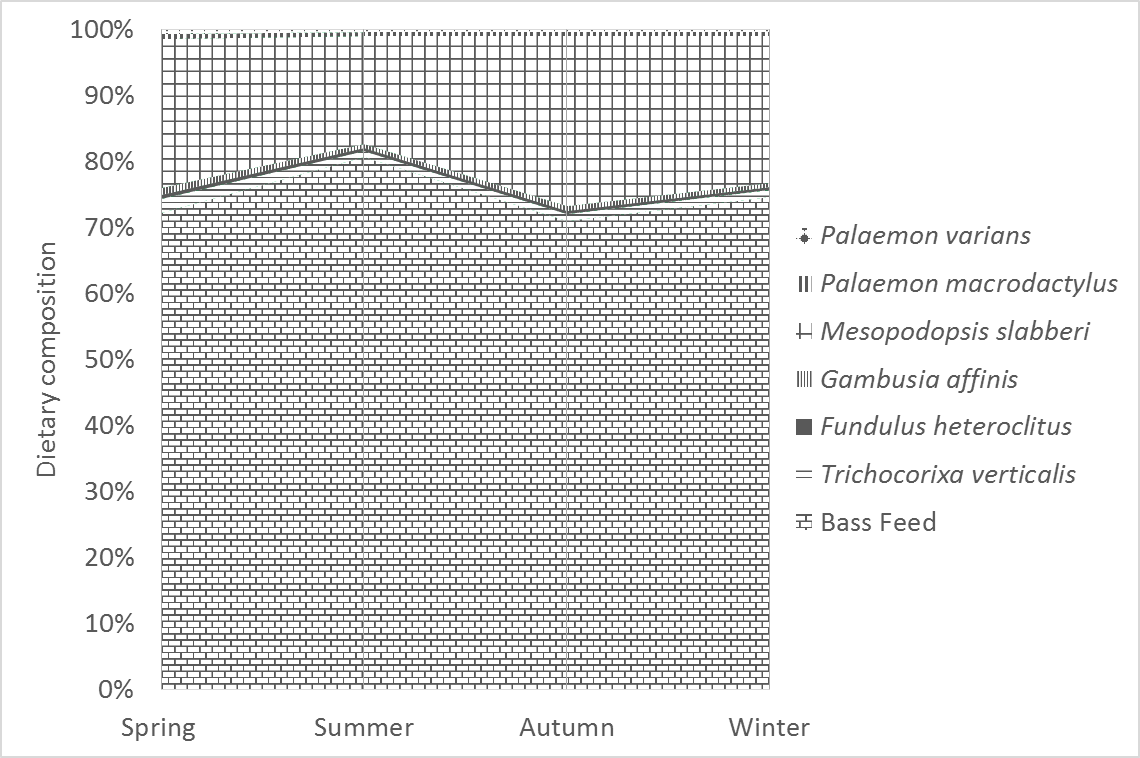 100%
90%
80%
70%
60%
50%
40%
30%
20%
10%
0%
Dietary composition
Spring Summer Autumn Winter
Palaemon varians
Palaemon macrodactylus
Mesopodopsis slabberi
Gambusia affinis
Fundulus heteroclitus
Trichocorixa verticalis
Bass Feed